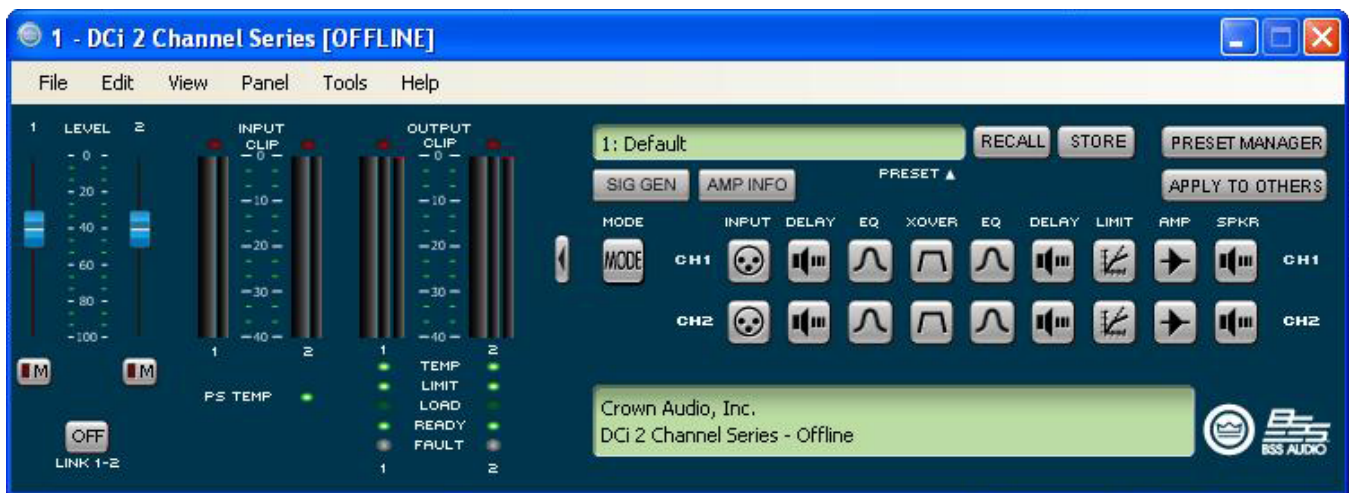 1 - DCi 2 Channel Series [OFFLINE]
File Edit View Panel Tools Help
1 LEVEL 2
- 0 -
- 20 -
- 40 -
- 60 -
- 80 -
-100-
M M
OFF
LINK 1-2
INPUT
CLIP
-0-
-10-
-20-
-30-
-40-
1 2
PS TEMP
OUTPUT
CLIP
-0-
-10-
-20-
-30-
-40-
1 2
TEMP
LIMIT
LOAD
READY
FAULT
1 2
1: Default RECALL STORE PRESET MANAGER
SIG GEN AMP INFO PRESET ▲ APPLY TO OTHERS
MODE INPUT DELAY EQ XOVER EQ DELAY LIMIT AMP SPKR
MODE CH1 CH1
CH2 CH2
Crown Audio, Inc.
DCi 2 Channel Series - Offline
BSS
BSS AUDIO